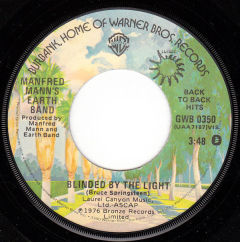 BURBANK, HOME OF WARNER BROS. RECORDS
MANFRED
MANN'S
EARTH
BAND
Produced by
Manfred
Mann and
Earth Band
BACK
TO BACK
HITS
GWB 0350
3:48
BLINDED BY THE LIGHT
(Bruce Springsteen)
Laurel Canyon Music
Ltd.-ASCAP
℗1976 Bronze Records
Limited